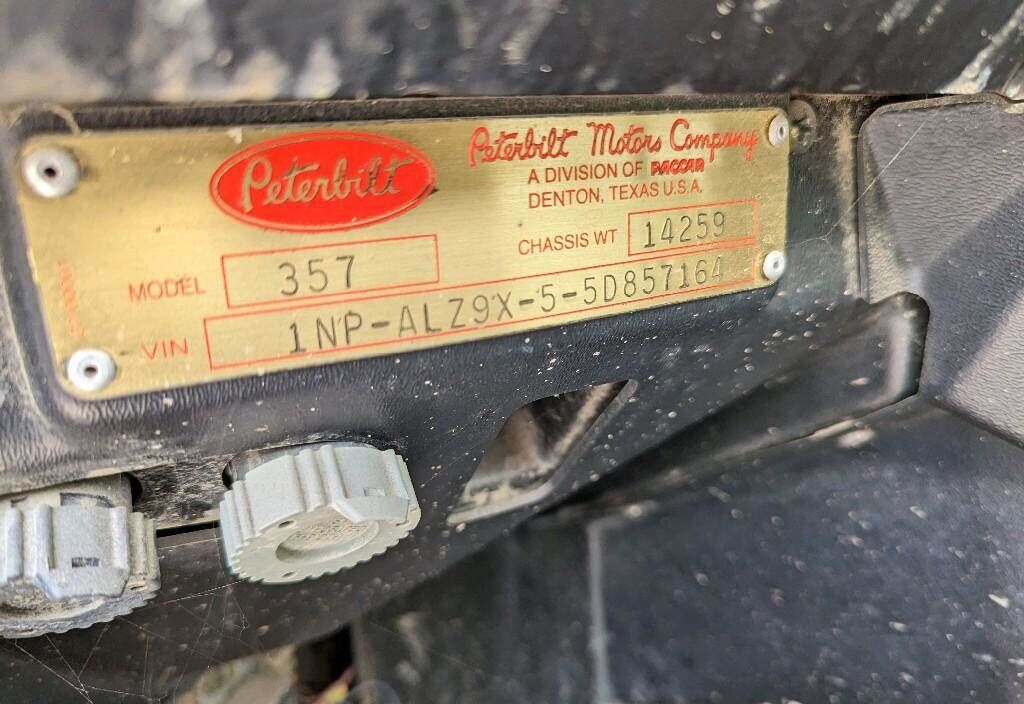 Peterbilt
Peterbilt Motors Company
A DIVISION OF PACCAR
DENTON, TEXAS U.S.A.
MODEL 357
CHASSIS WT 14259
VIN 1NP-ALZ9X-5-5D857164